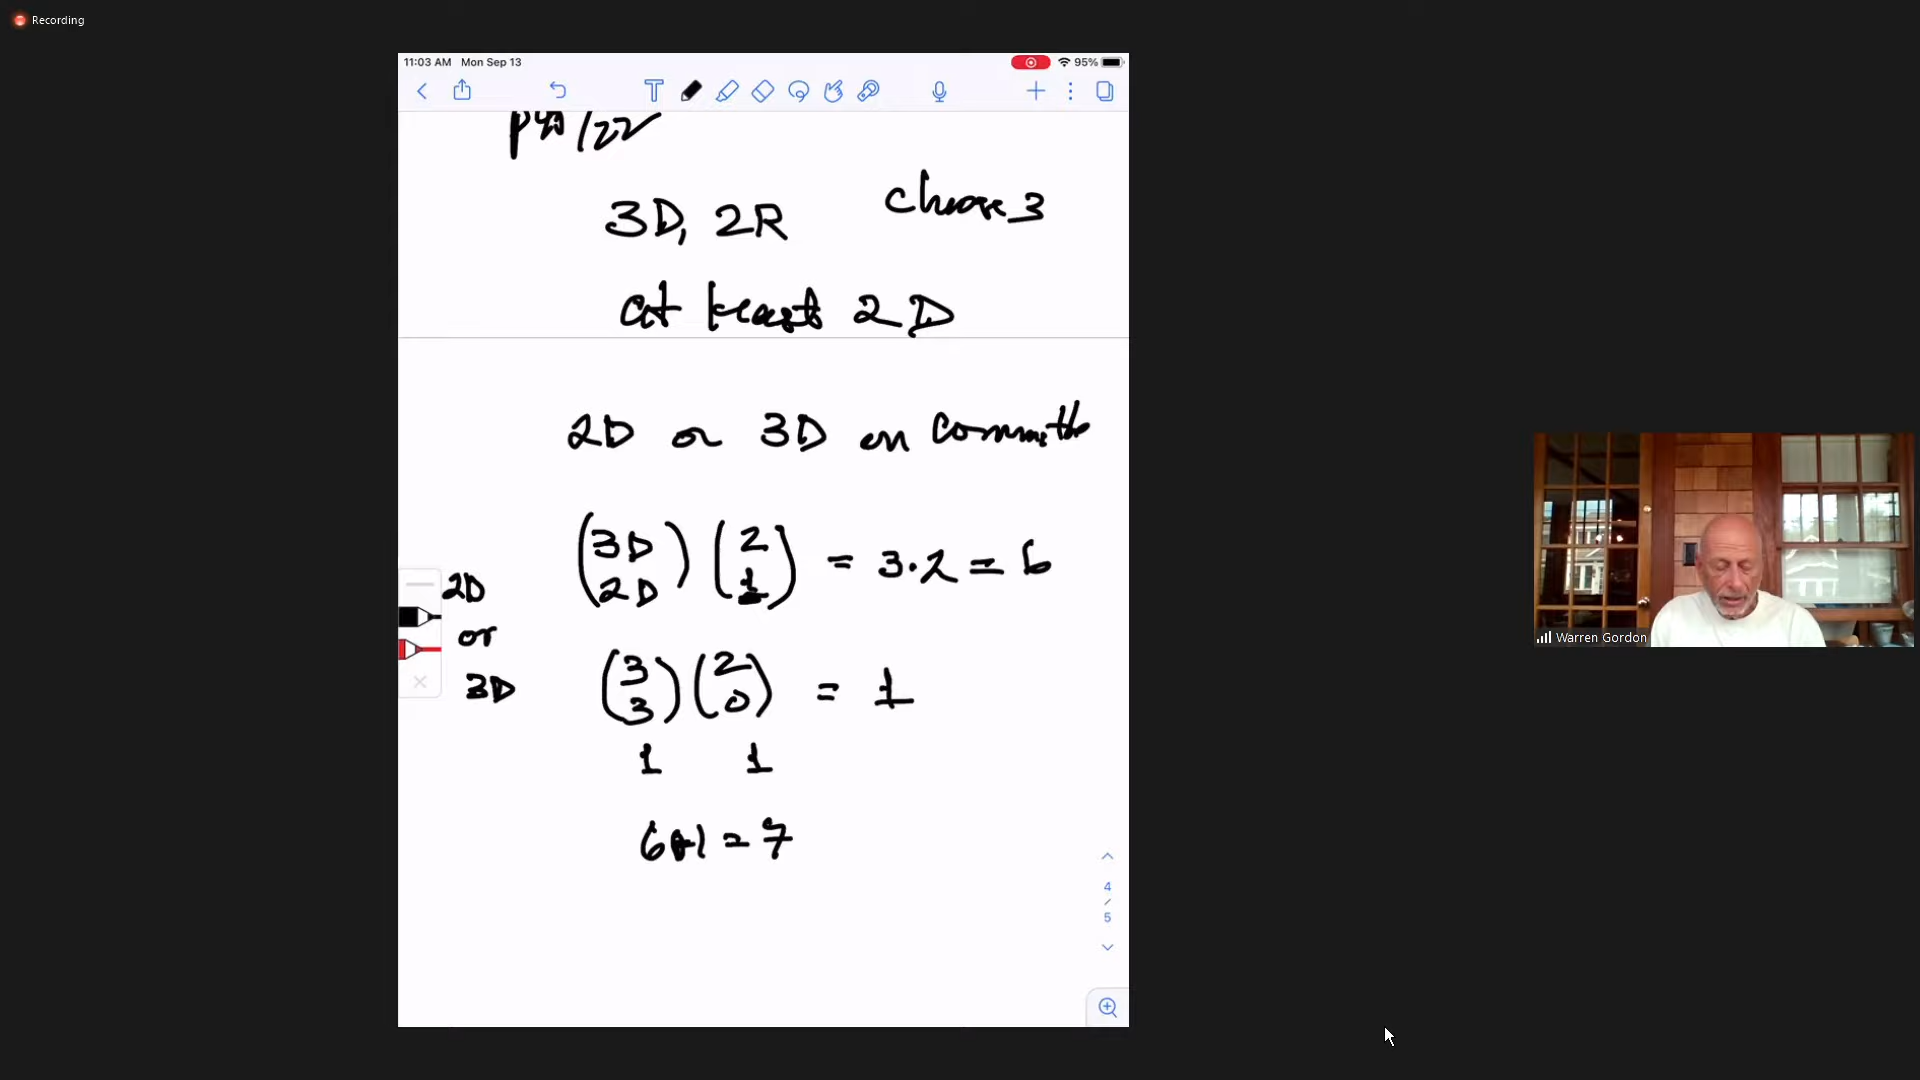 Recording
11:03 AM Mon Sep 13
95%
/22
3D, 2R choose 3
at least 2D
2D or 3D on committee
(3D 2D) (2 1) = 3·2 = 6
2D
or
3D
(3 3) (2 0) = 1
1 1
6+1 = 7
4
/
5
Warren Gordon